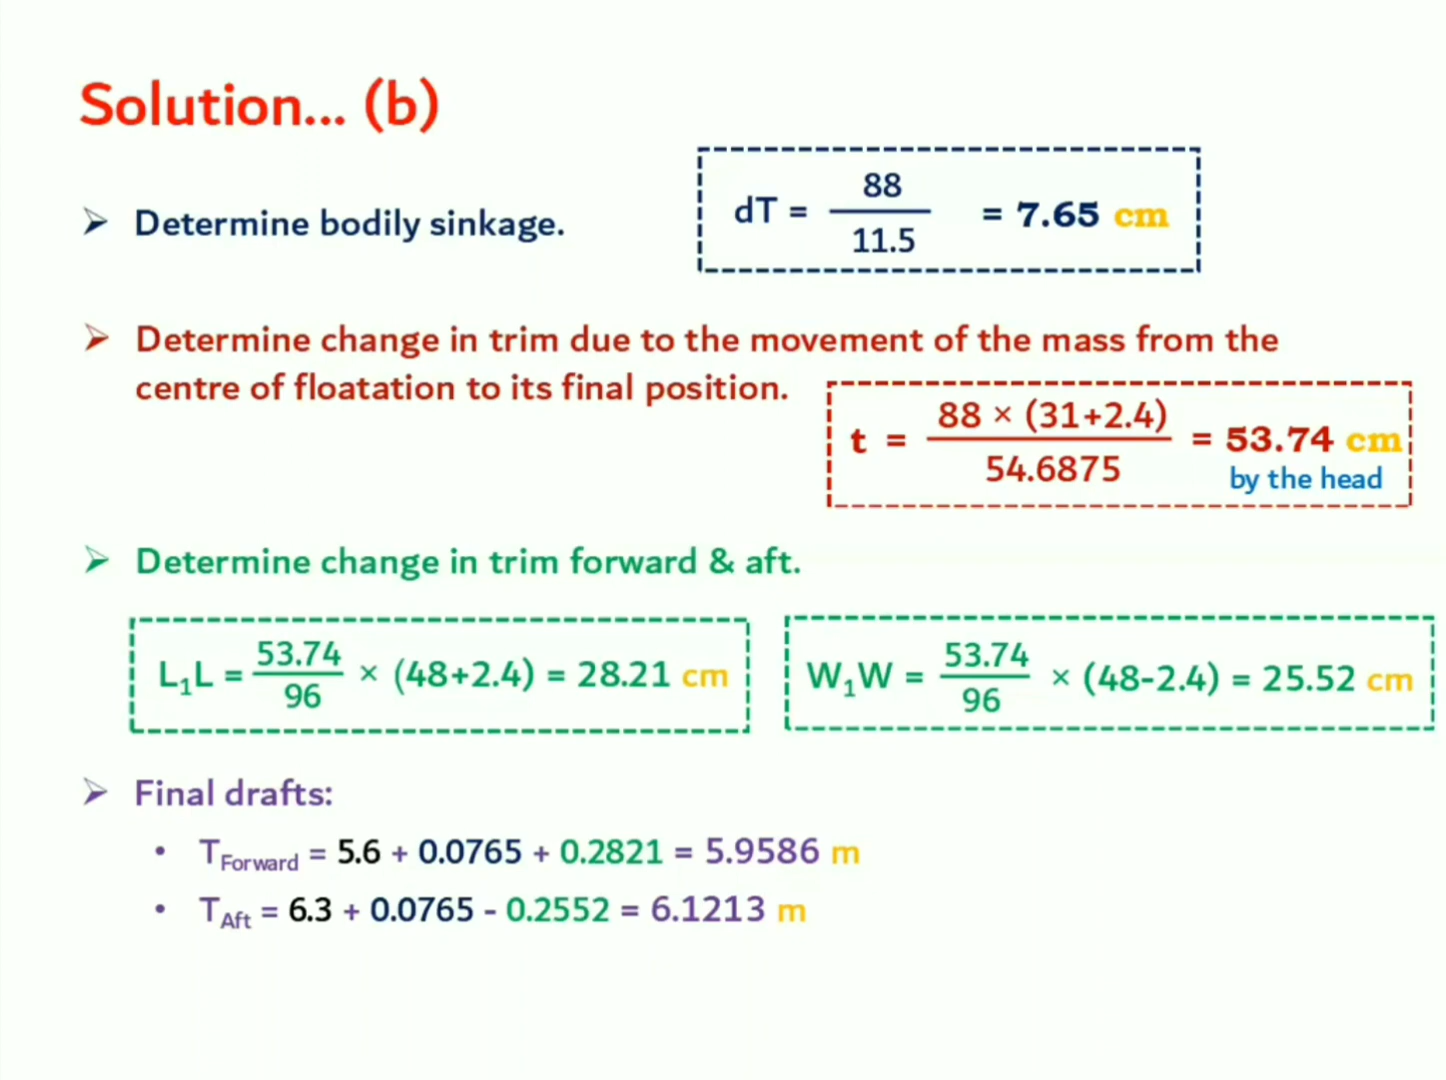 Solution... (b)
➢ Determine bodily sinkage.
dT = 88 / 11.5 = 7.65 cm
➢ Determine change in trim due to the movement of the mass from the
centre of floatation to its final position.
t = 88 × (31+2.4) / 54.6875 = 53.74 cm
by the head
➢ Determine change in trim forward & aft.
L₁L = 53.74 / 96 × (48+2.4) = 28.21 cm
W₁W = 53.74 / 96 × (48-2.4) = 25.52 cm
➢ Final drafts:
• T_Forward = 5.6 + 0.0765 + 0.2821 = 5.9586 m
• T_Aft = 6.3 + 0.0765 - 0.2552 = 6.1213 m